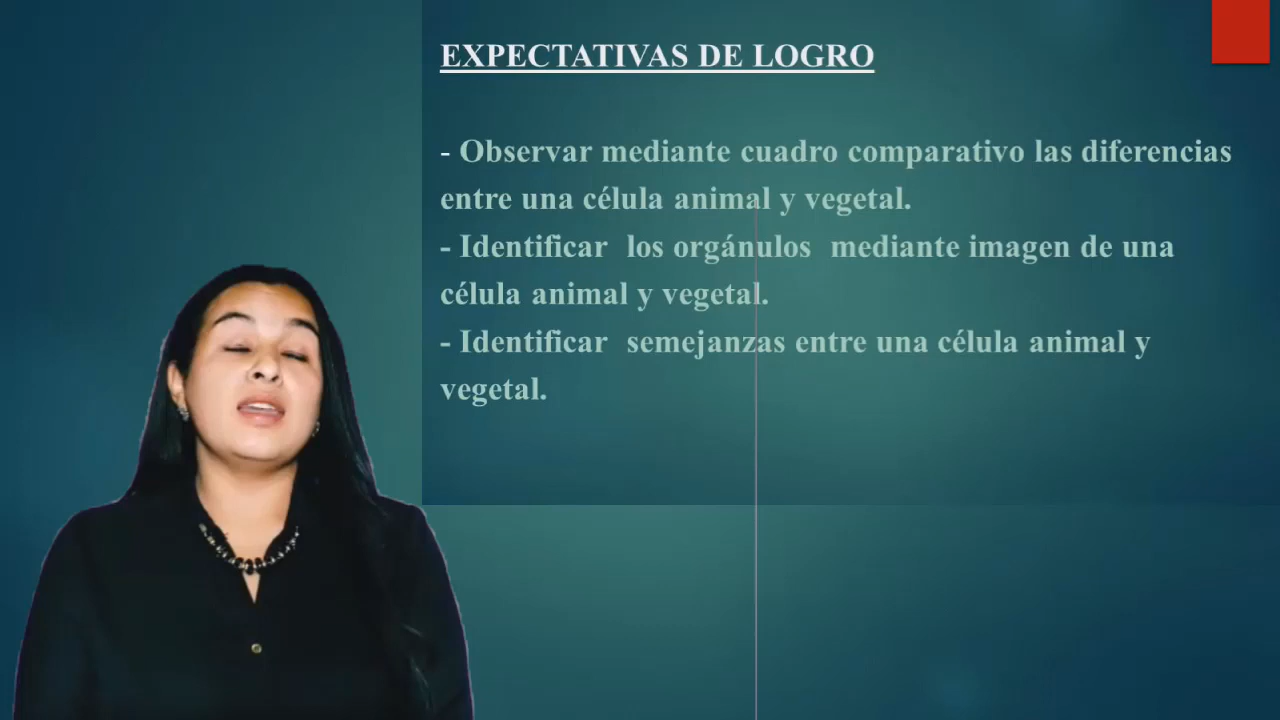 EXPECTATIVAS DE LOGRO
- Observar mediante cuadro comparativo las diferencias
entre una célula animal y vegetal.
- Identificar los orgánulos mediante imagen de una
célula animal y vegetal.
- Identificar semejanzas entre una célula animal y
vegetal.